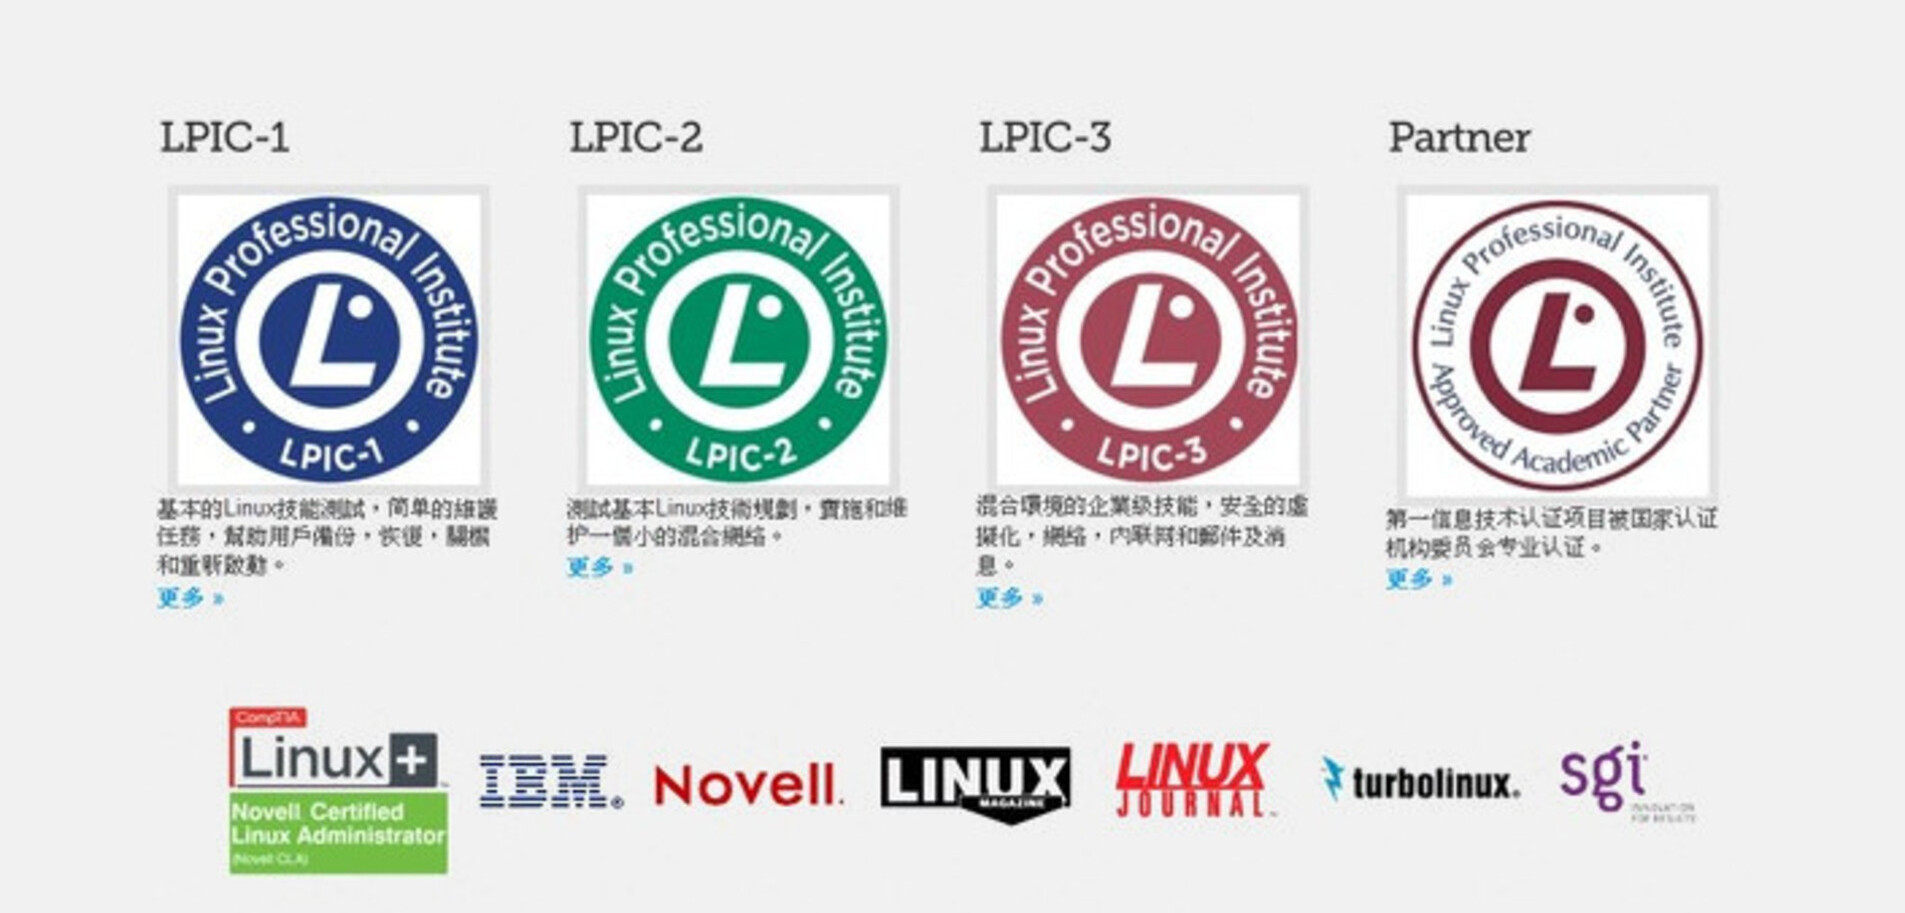 LPIC-1
LPIC-2
LPIC-3
Partner
Linux Professional Institute
LPIC-1
Linux Professional Institute
LPIC-2
Linux Professional Institute
LPIC-3
Linux Professional Institute
Approved Academic Partner
基本的Linux技能測試，简单的維護
任務，幫助用戶備份，恢復，關機
和重新啟動。
更多 »
測試基本Linux技術規劃，實施和维
护一個小的混合網絡。
更多 »
混合環境的企業級技能，安全的虛
擬化，網絡，内联网和郵件及消
息。
更多 »
第一信息技术认证项目被国家认证
机构委员会专业认证。
更多 »
CompTIA
Linux+
Novell Certified
Linux Administrator
(Novell CLA)
IBM®
Novell.
LINUX
MAGAZINE
LINUX
JOURNAL™
turbolinux®
sgi
INNOVATION
FOR RESULTS